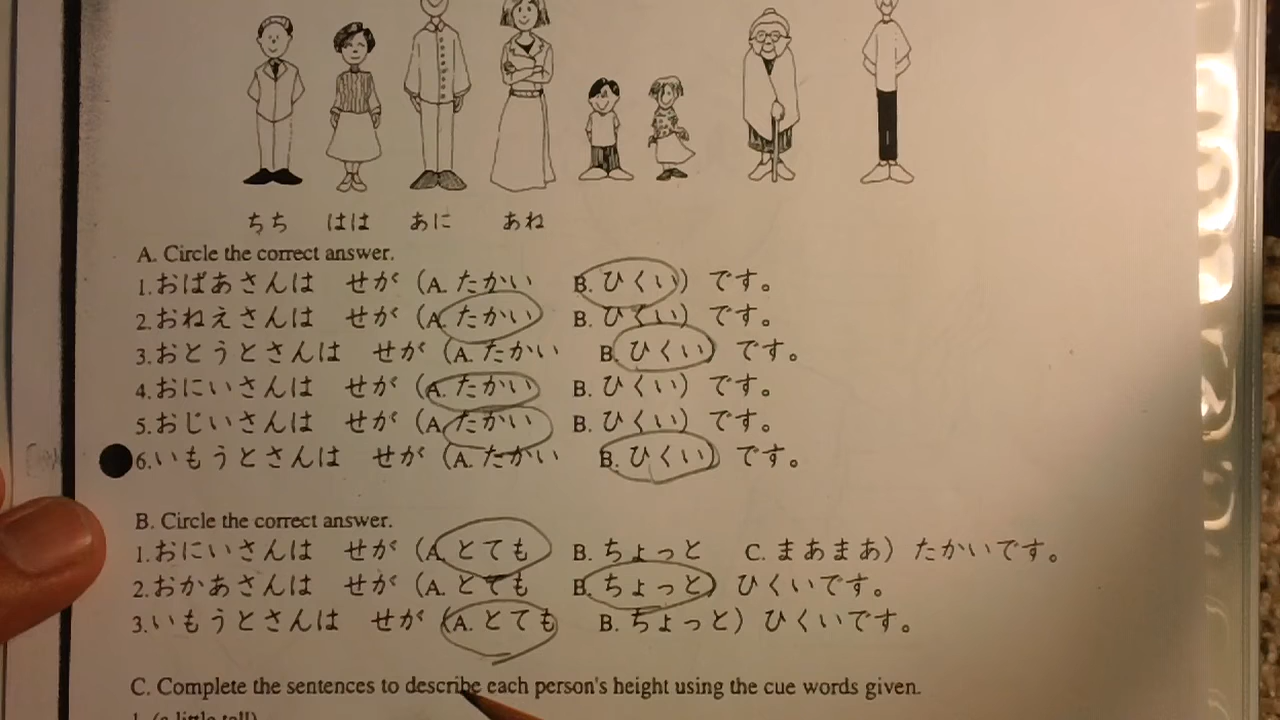 ちち はは あに あね
A. Circle the correct answer.
1.おばあさんは せが (A. たかい B. ひくい) です。
2.おねえさんは せが (A. たかい B. ひくい) です。
3.おとうとさんは せが (A. たかい B. ひくい) です。
4.おにいさんは せが (A. たかい B. ひくい) です。
5.おじいさんは せが (A. たかい B. ひくい) です。
6.いもうとさんは せが (A. たかい B. ひくい) です。
B. Circle the correct answer.
1.おにいさんは せが (A. とても B. ちょっと C. まあまあ) たかいです。
2.おかあさんは せが (A. とても B. ちょっと) ひくいです。
3.いもうとさんは せが (A. とても B. ちょっと) ひくいです。
C. Complete the sentences to describe each person's height using the cue words given.
1. (a little tall)